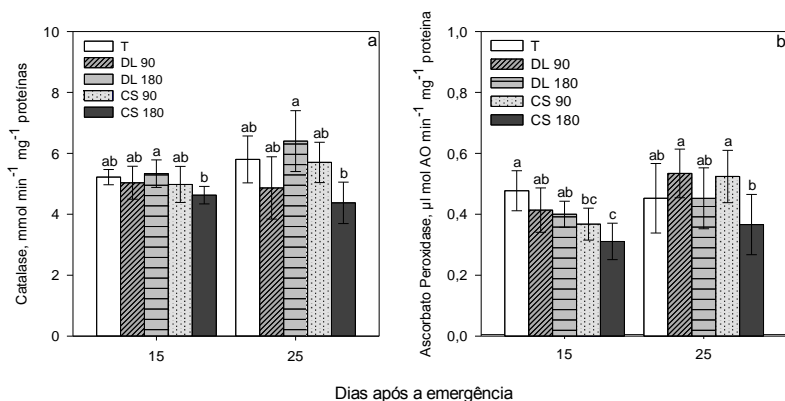 a
10
8
6
4
2
0
Catalase, mmol min⁻¹ mg⁻¹ proteínas
T
DL 90
DL 180
CS 90
CS 180
ab ab a ab b
ab ab a ab b
15 25
b
1,0
0,8
0,6
0,4
0,2
0,0
Ascorbato Peroxidase, µl mol AO min⁻¹ mg⁻¹ proteina
T
DL 90
DL 180
CS 90
CS 180
a ab ab bc c
ab a ab a b
15 25
Dias após a emergência